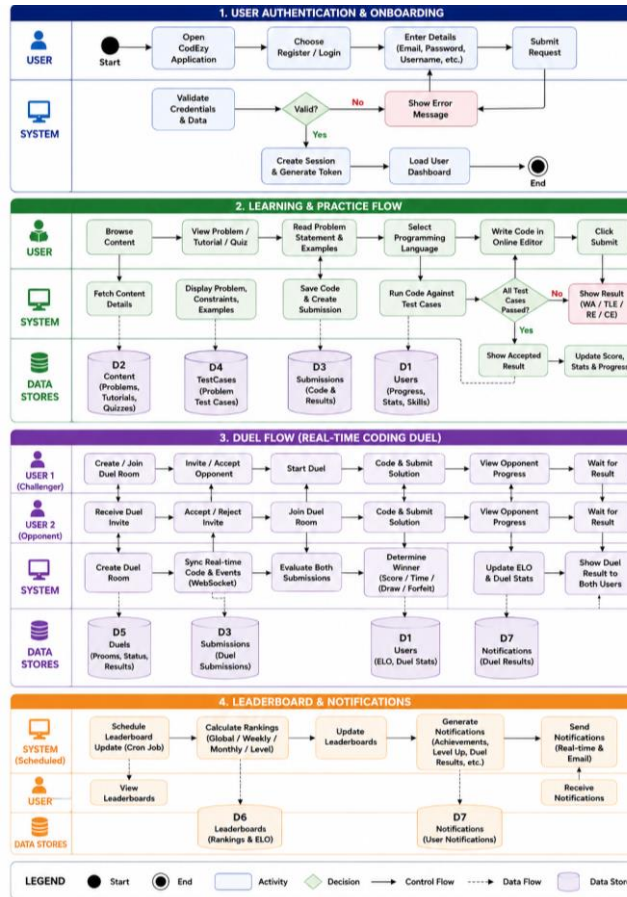 1. USER AUTHENTICATION & ONBOARDING
USER
Start
Open
CodEzy
Application
Choose
Register / Login
Enter Details
(Email, Password,
Username, etc.)
Submit
Request
SYSTEM
Validate
Credentials
& Data
Valid?
No
Show Error
Message
Yes
Create Session
& Generate Token
Load User
Dashboard
End
2. LEARNING & PRACTICE FLOW
USER
Browse
Content
View Problem /
Tutorial / Quiz
Read Problem
Statement &
Examples
Select
Programming
Language
Write Code in
Online Editor
Click
Submit
SYSTEM
Fetch Content
Details
Display Problem,
Constraints,
Examples
Save Code
& Create
Submission
Run Code Against
Test Cases
All Test
Cases
Passed?
No
Show Result
(WA / TLE /
RE / CE)
Yes
Show Accepted
Result
Update Score,
Stats & Progress
DATA
STORES
D2
Content
(Problems,
Tutorials,
Quizzes)
D4
TestCases
(Problem
Test Cases)
D3
Submissions
(Code &
Results)
D1
Users
(Progress,
Stats, Skills)
3. DUEL FLOW (REAL-TIME CODING DUEL)
USER 1
(Challenger)
Create / Join
Duel Room
Invite / Accept
Opponent
Start Duel
Code & Submit
Solution
View Opponent
Progress
Wait for
Result
USER 2
(Opponent)
Receive Duel
Invite
Accept / Reject
Invite
Join Duel
Room
Code & Submit
Solution
View Opponent
Progress
Wait for
Result
SYSTEM
Create Duel
Room
Sync Real-time
Code & Events
(WebSocket)
Evaluate Both
Submissions
Determine
Winner
(Score / Time /
(Draw / Forfeit)
Update ELO
& Duel Stats
Show Duel
Result to
Both Users
DATA
STORES
D5
Duels
(Prooms, Status,
Results)
D3
Submissions
(Duel
Submissions)
D1
Users
(ELO, Duel Stats)
D7
Notifications
(Duel Results)
4. LEADERBOARD & NOTIFICATIONS
SYSTEM
(Scheduled)
Schedule
Leaderboard
Update (Cron Job)
Calculate Rankings
(Global / Weekly /
Monthly / Level)
Update
Leaderboards
Generate
Notifications
(Achievements,
Level Up, Duel
Results, etc.)
Send
Notifications
(Real-time &
Email)
USER
View
Leaderboards
Receive
Notifications
DATA STORES
D6
Leaderboards
(Rankings & ELO)
D7
Notifications
(User Notifications)
LEGEND
Start
End
Activity
Decision
Control Flow
Data Flow
Data Store